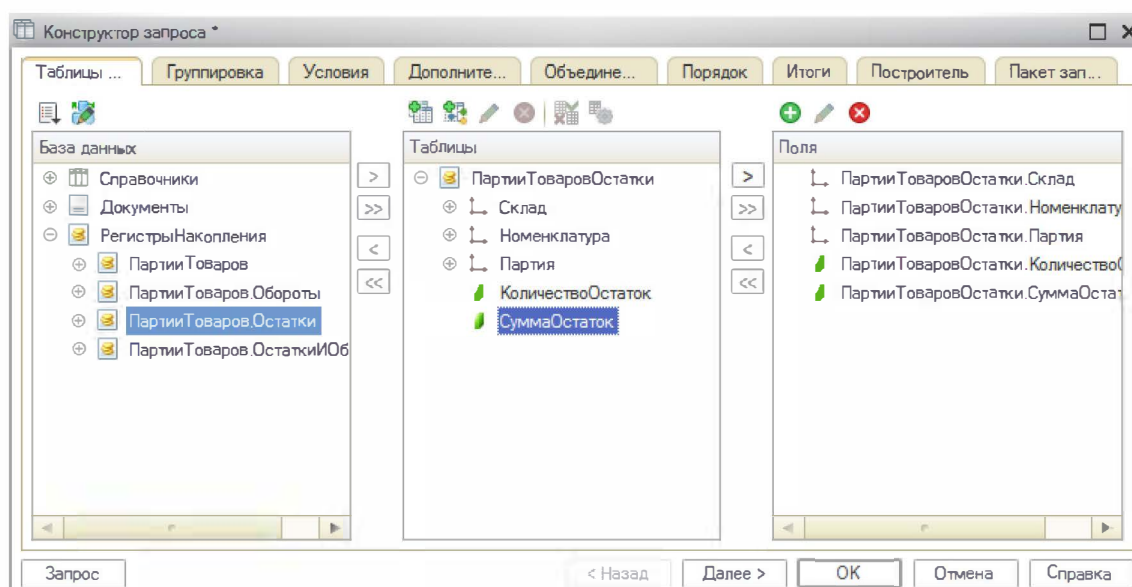 Конструктор запроса *
Таблицы ... Группировка Условия Дополните... Объедине... Порядок Итоги Построитель Пакет зап...
База данных
Справочники
Документы
РегистрыНакопления
ПартииТоваров
ПартииТоваров.Обороты
ПартииТоваров.Остатки
ПартииТоваров.ОстаткиИОб
>
>>
<
<<
Таблицы
ПартииТоваровОстатки
Склад
Номенклатура
Партия
КоличествоОстаток
СуммаОстаток
>
>>
<
<<
Поля
ПартииТоваровОстатки.Склад
ПартииТоваровОстатки.Номенклату
ПартииТоваровОстатки.Партия
ПартииТоваровОстатки.Количество
ПартииТоваровОстатки.СуммаОстат
Запрос < Назад Далее > OK Отмена Справка